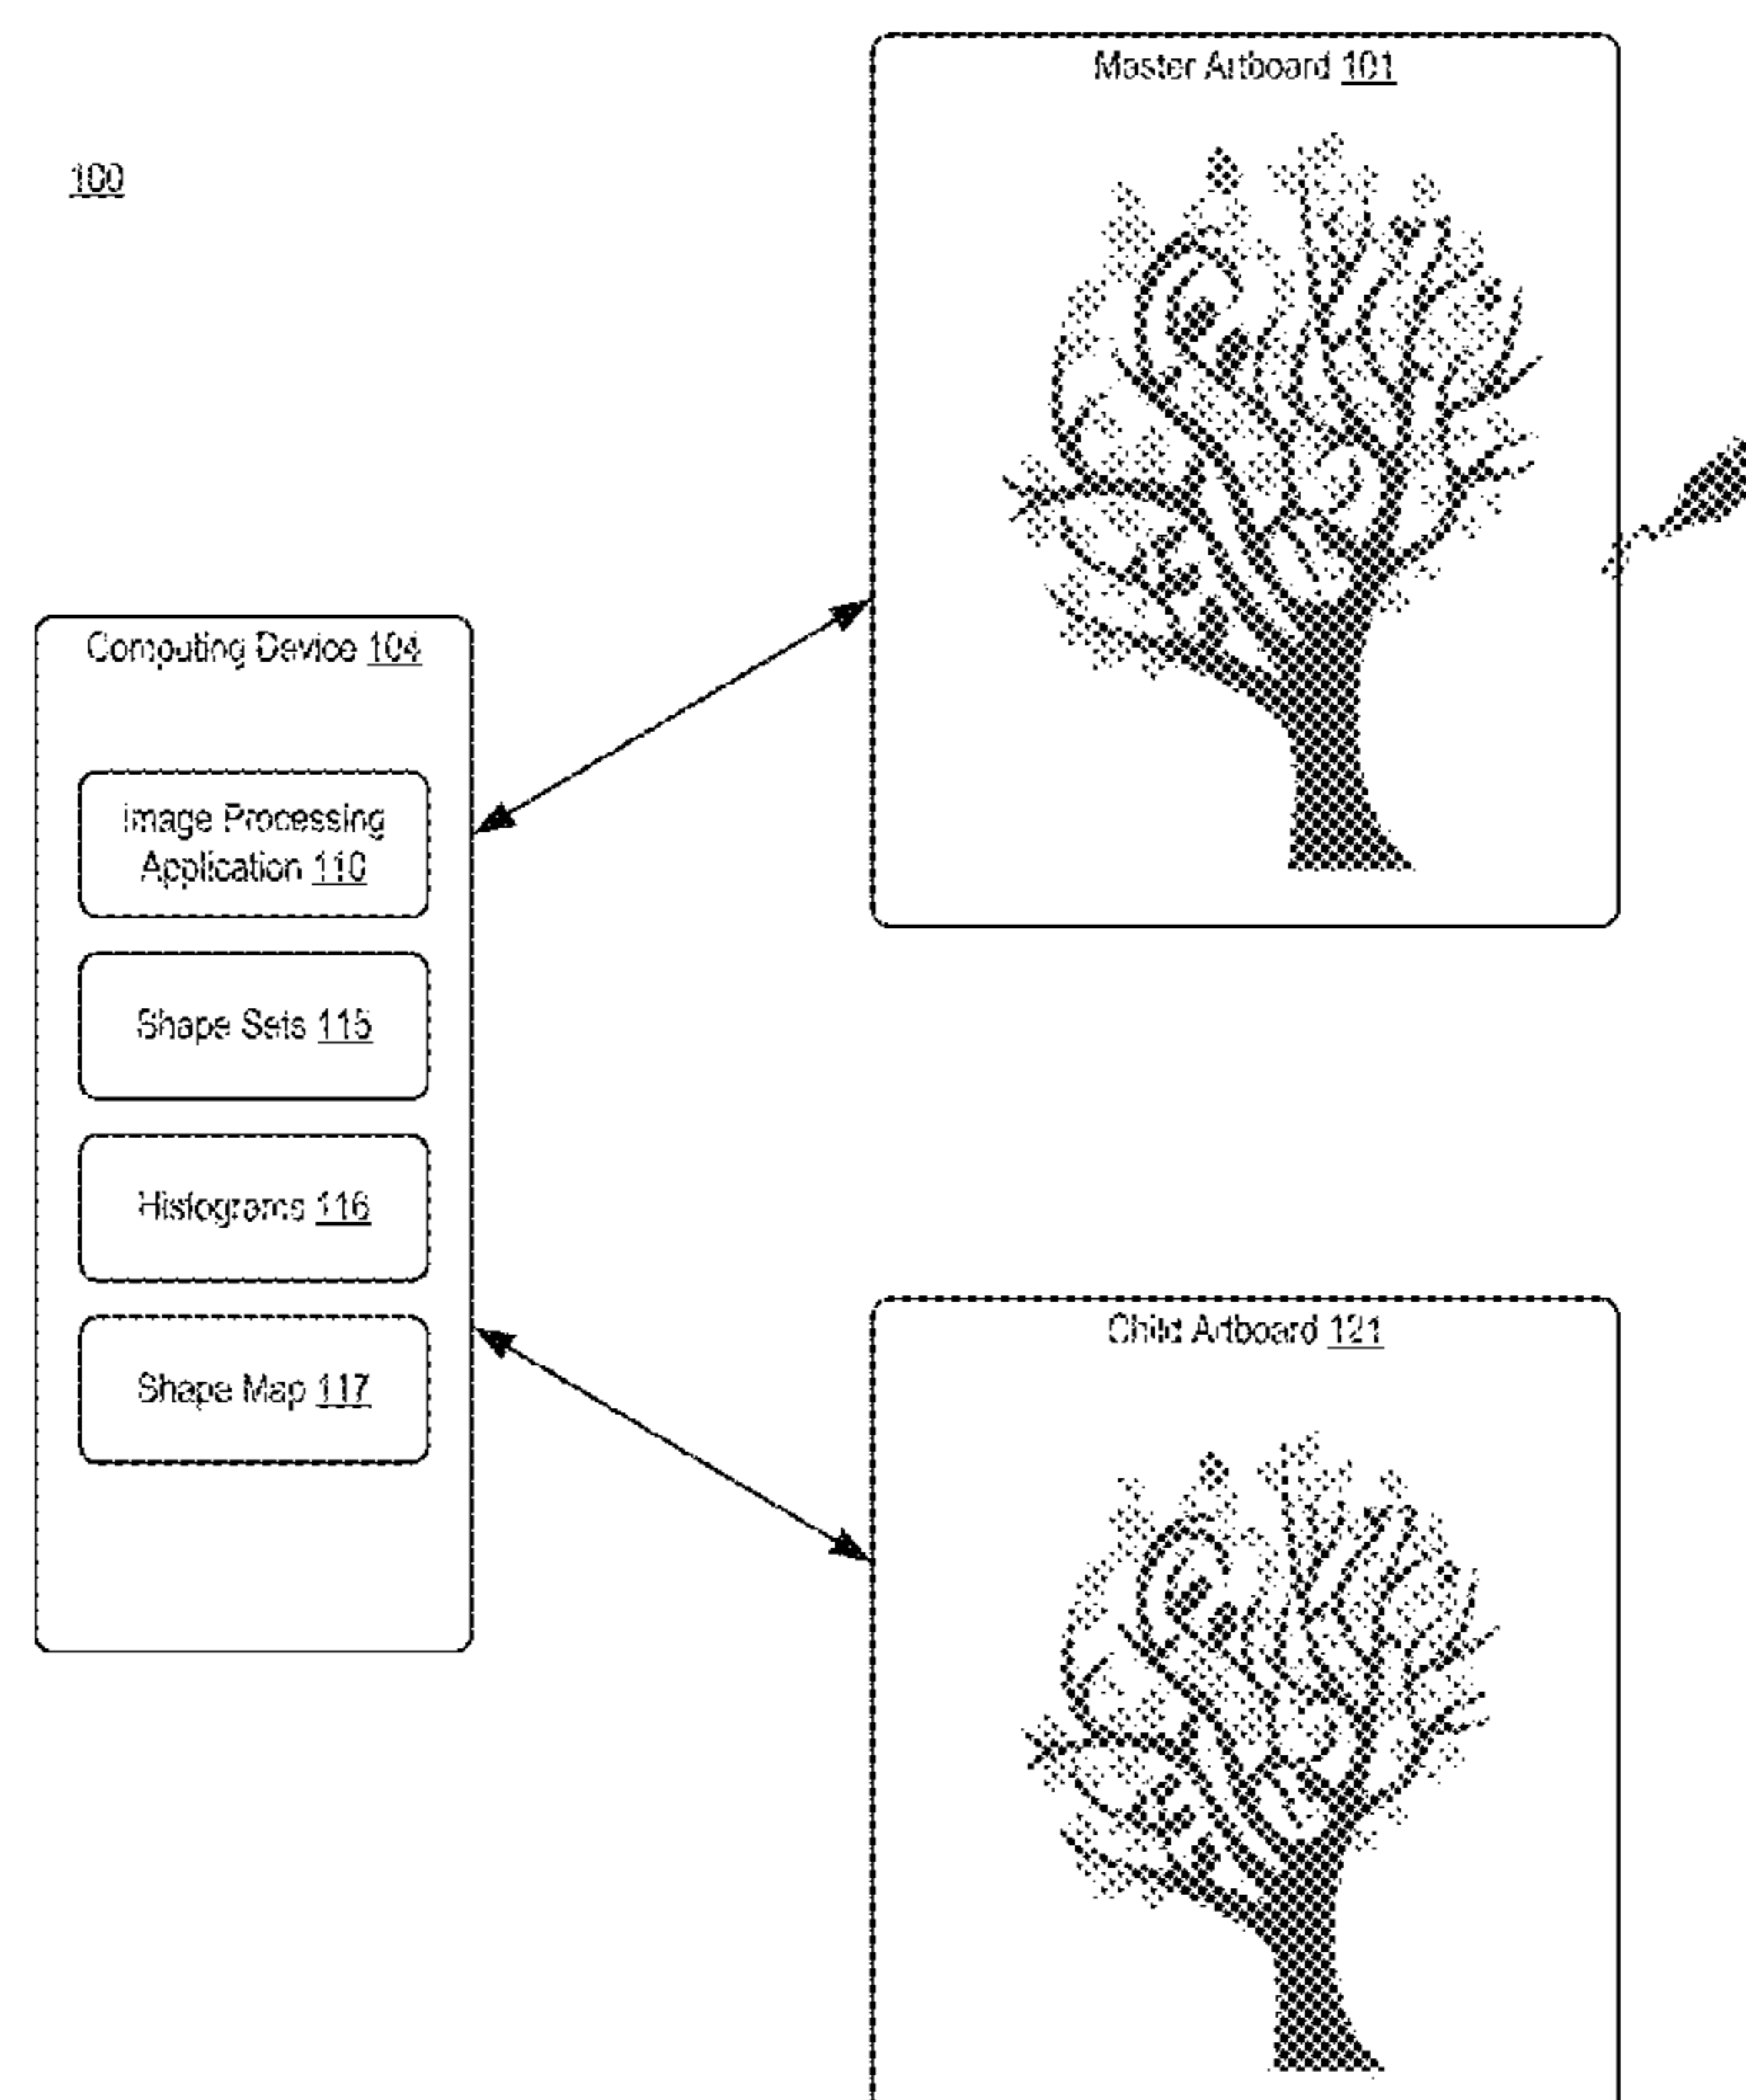 Master Artboard 101
100
Computing Device 104
Image Processing
Application 110
Shape Sets 115
Histograms 116
Shape Map 117
Child Artboard 121